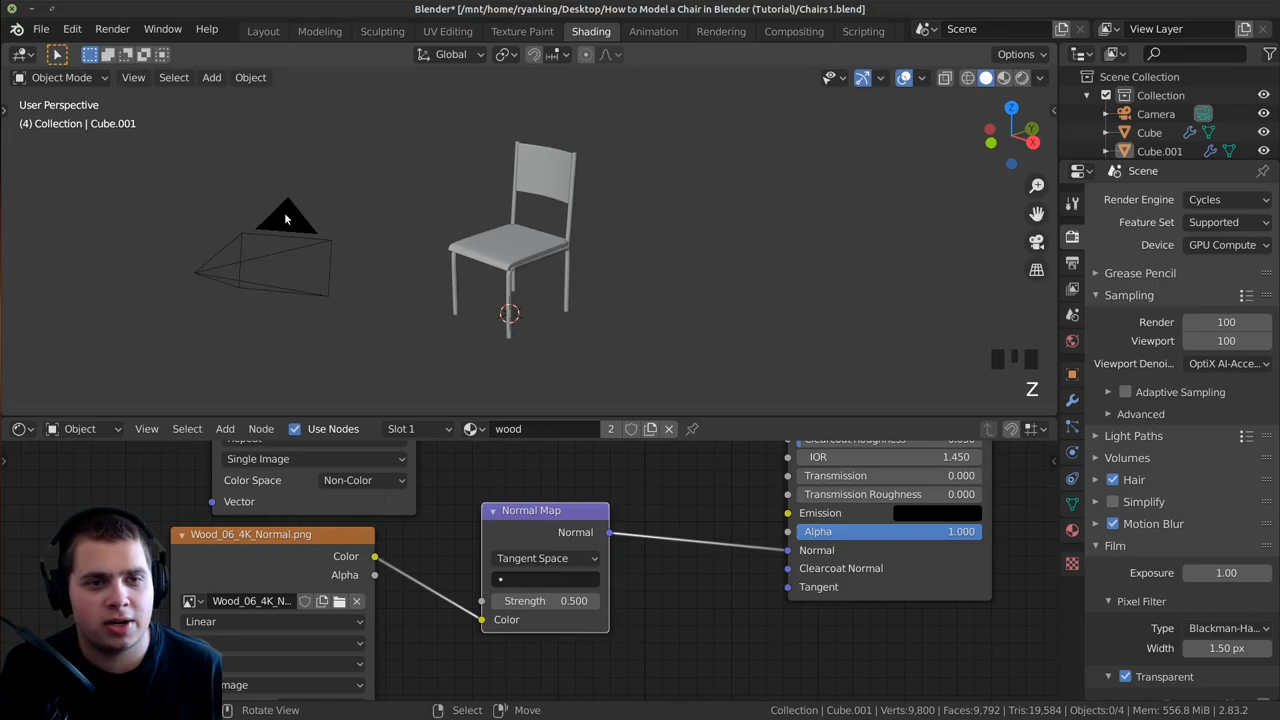 Blender* [/mnt/home/ryanking/Desktop/How to Model a Chair in Blender (Tutorial)/Chairs1.blend]
File Edit Render Window Help Layout Modeling Sculpting UV Editing Texture Paint Shading Animation Rendering Compositing Scripting Scene View Layer
Global Options
Object Mode View Select Add Object
User Perspective
(4) Collection | Cube.001
Z
X
Z
Scene Collection
Collection
Camera
Cube
Cube.001
Scene
Render Engine Cycles
Feature Set Supported
Device GPU Compute
Grease Pencil
Sampling
Render 100
Viewport 100
Viewport Denoi... OptiX AI-Acce...
Adaptive Sampling
Advanced
Light Paths
Volumes
Hair
Simplify
Motion Blur
Film
Exposure 1.00
Pixel Filter
Type Blackman-Ha...
Width 1.50 px
Transparent
Object View Select Add Node Use Nodes Slot 1 wood 2
Repeat
Single Image
Color Space Non-Color
Vector
Wood_06_4K_Normal.png
Color
Alpha
Wood_06_4K_N...
Linear
mage
Normal Map
Normal
Tangent Space
Strength 0.500
Color
Clearcoat Roughness 0.030
IOR 1.450
Transmission 0.000
Transmission Roughness 0.000
Emission
Alpha 1.000
Normal
Clearcoat Normal
Tangent
Rotate View Select Move Collection | Cube.001 | Verts:9,800 | Faces:9,792 | Tris:19,584 | Objects:0/4 | Mem: 556.8 MiB | 2.83.2